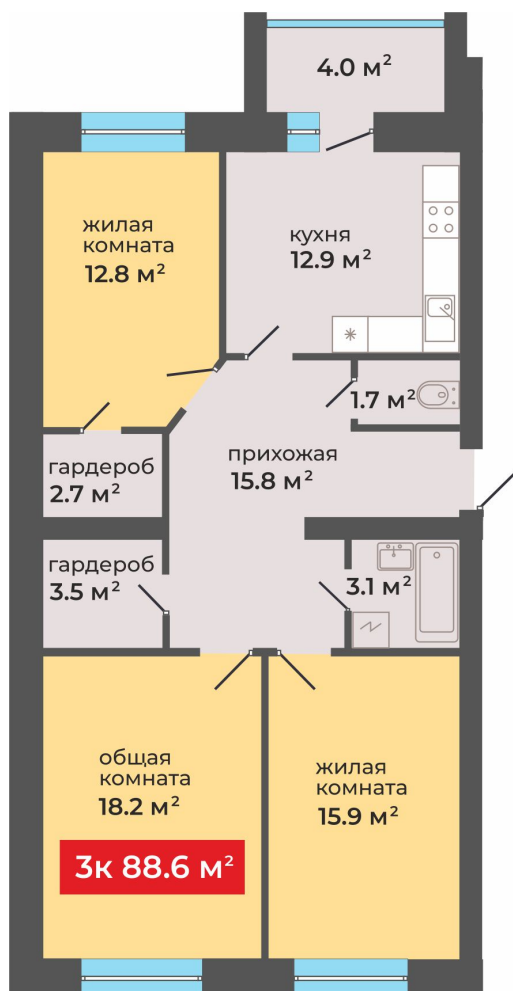 4.0 м²
жилая
комната
12.8 м²
кухня
12.9 м²
1.7 м²
гардероб
2.7 м²
прихожая
15.8 м²
гардероб
3.5 м²
3.1 м²
общая
комната
18.2 м²
жилая
комната
15.9 м²
3к 88.6 м²